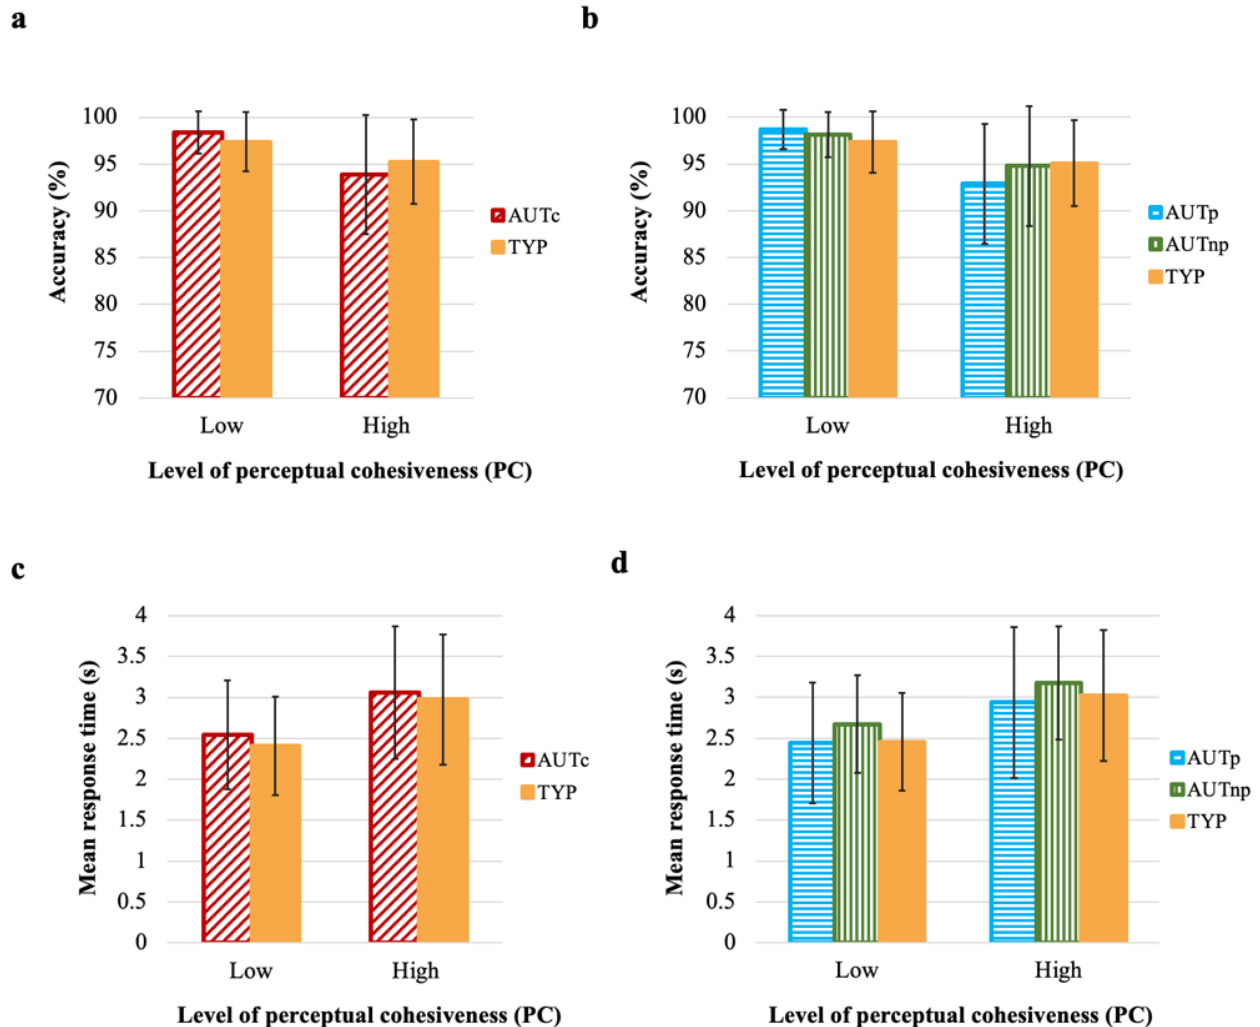 a
100
95
90
85
80
75
70
Accuracy (%)
Low
High
Level of perceptual cohesiveness (PC)
AUTc
TYP
b
100
95
90
85
80
75
70
Accuracy (%)
Low
High
Level of perceptual cohesiveness (PC)
AUTp
AUTnp
TYP
c
4
3.5
3
2.5
2
1.5
1
0.5
0
Mean response time (s)
Low
High
Level of perceptual cohesiveness (PC)
AUTc
TYP
d
4
3.5
3
2.5
2
1.5
1
0.5
0
Mean response time (s)
Low
High
Level of perceptual cohesiveness (PC)
AUTp
AUTnp
TYP